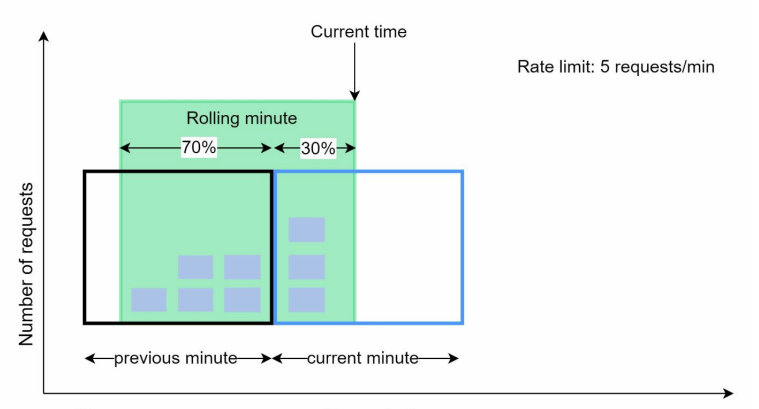 Current time
Rate limit: 5 requests/min
Rolling minute
70%
30%
Number of requests
previous minute
current minute